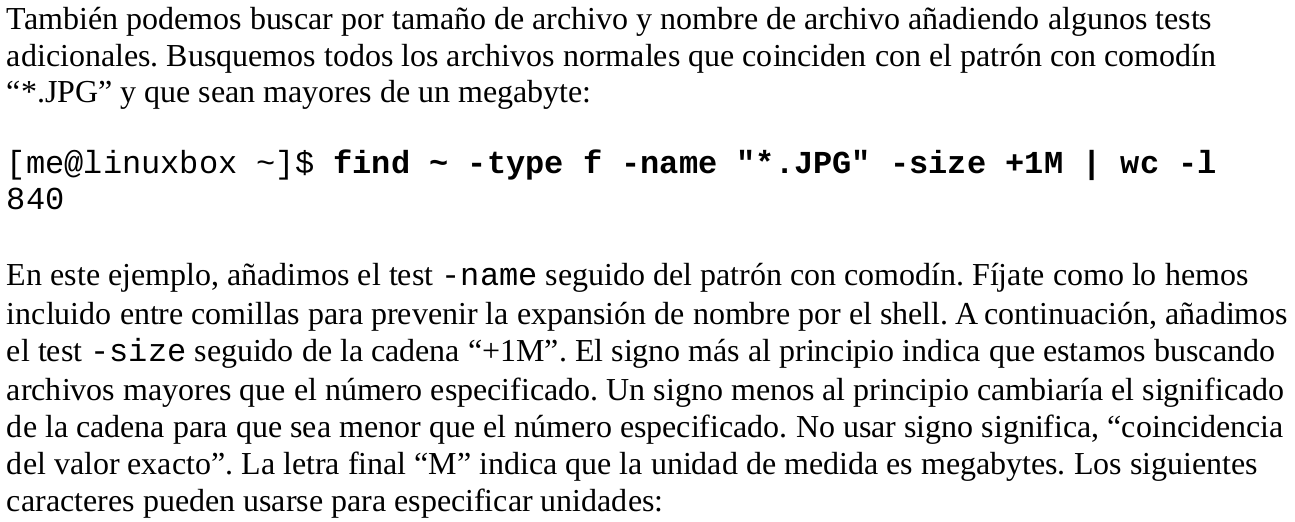 También podemos buscar por tamaño de archivo y nombre de archivo añadiendo algunos tests
adicionales. Busquemos todos los archivos normales que coinciden con el patrón con comodín
“*.JPG” y que sean mayores de un megabyte:
[me@linuxbox ~]$ find ~ -type f -name "*.JPG" -size +1M | wc -l
840
En este ejemplo, añadimos el test -name seguido del patrón con comodín. Fíjate como lo hemos
incluido entre comillas para prevenir la expansión de nombre por el shell. A continuación, añadimos
el test -size seguido de la cadena “+1M”. El signo más al principio indica que estamos buscando
archivos mayores que el número especificado. Un signo menos al principio cambiaría el significado
de la cadena para que sea menor que el número especificado. No usar signo significa, “coincidencia
del valor exacto”. La letra final “M” indica que la unidad de medida es megabytes. Los siguientes
caracteres pueden usarse para especificar unidades: